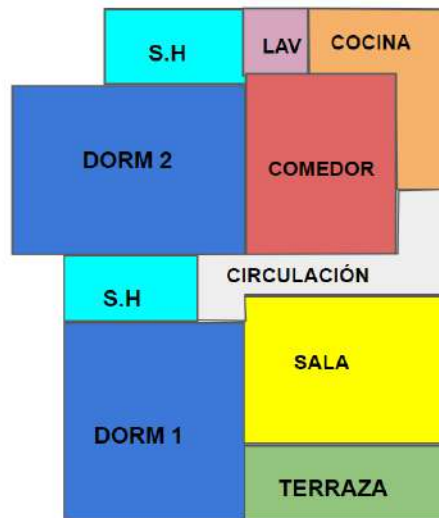 S.H
LAV
COCINA
DORM 2
COMEDOR
CIRCULACIÓN
S.H
SALA
DORM 1
TERRAZA